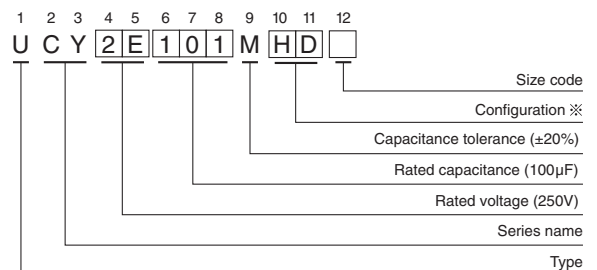 1 2 3 4 5 6 7 8 9 10 11 12
U C Y 2 E 1 0 1 M H D
Size code
Configuration ※
Capacitance tolerance (±20%)
Rated capacitance (100µF)
Rated voltage (250V)
Series name
Type